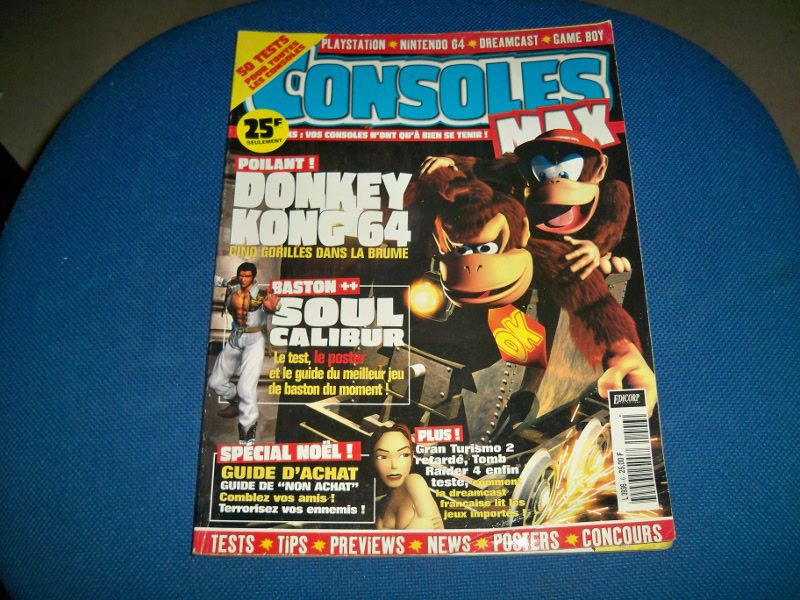 50 TESTS
POUR TOUTES
LES CONSOLES
PLAYSTATION NINTENDO 64 DREAMCAST GAME BOY
CONSOLES
MAX
25F
SEULEMENT
: VOS CONSOLES N'ONT QU'À BIEN SE TENIR !
POILANT !
DONKEY
KONG 64
CINQ GORILLES DANS LA BRUME
DK
BASTON ++
SOUL
CALIBUR
Le test, le poster
et le guide du meilleur jeu
de baston du moment !
EDICORP
SPÉCIAL NOËL !
GUIDE D'ACHAT
GUIDE DE "NON ACHAT"
Comblez vos amis !
Terrorisez vos ennemis !
PLUS !
Gran Turismo 2
retardé, Tomb
Raider 4 enfin
testé, comment
la dreamcast
française lit les
jeux importés !
TESTS TIPS PREVIEWS NEWS POSTERS CONCOURS